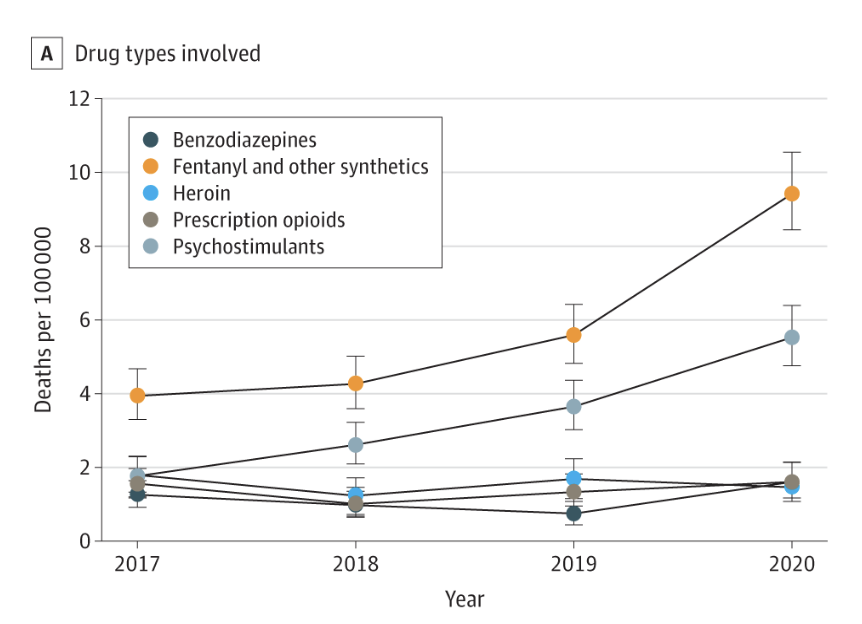 A Drug types involved
12
Benzodiazepines
Fentanyl and other synthetics
Heroin
Prescription opioids
Psychostimulants
10
8
6
4
2
0
Deaths per 100 000
2017 2018 2019 2020
Year